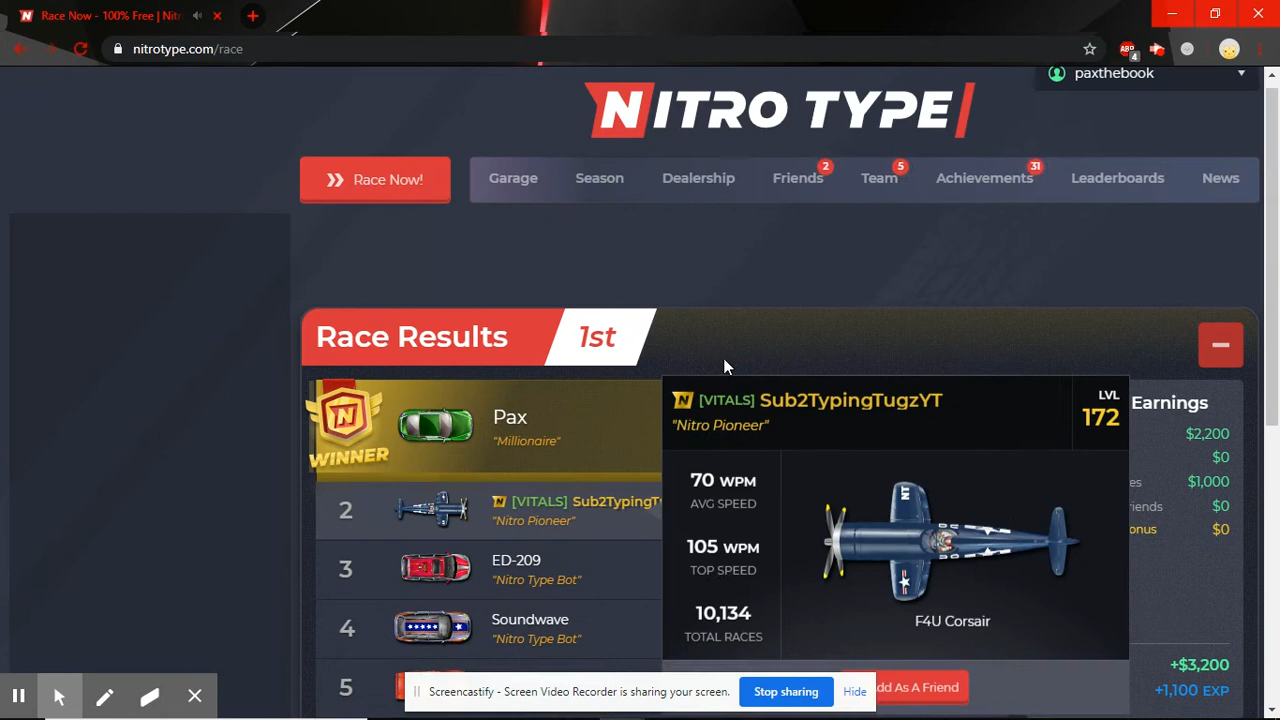 Race Now - 100% Free | Nitr
nitrotype.com/race
ABP
4
paxthebook
NITRO TYPE
Race Now!
Garage
Season
Dealership
Friends
2
Team
5
Achievements
31
Leaderboards
News
Race Results
1st
WINNER
Pax
"Millionaire"
2
[VITALS] Sub2TypingT
"Nitro Pioneer"
3
ED-209
"Nitro Type Bot"
4
Soundwave
"Nitro Type Bot"
5
[VITALS] Sub2TypingTugzYT
"Nitro Pioneer"
LVL
172
70 WPM
AVG SPEED
105 WPM
TOP SPEED
10,134
TOTAL RACES
NT
F4U Corsair
dd As A Friend
Earnings
$2,200
$0
es $1,000
riends $0
onus $0
+$3,200
+1,100 EXP
Screencastify - Screen Video Recorder is sharing your screen.
Stop sharing
Hide